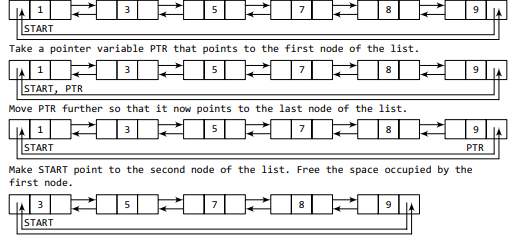 1 3 5 7 8 9
START
Take a pointer variable PTR that points to the first node of the list.
1 3 5 7 8 9
START, PTR
Move PTR further so that it now points to the last node of the list.
1 3 5 7 8 9
START PTR
Make START point to the second node of the list. Free the space occupied by the
first node.
3 5 7 8 9
START